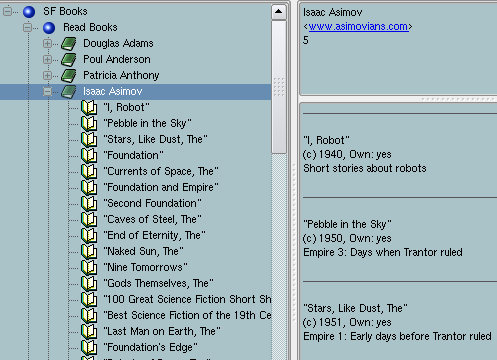 SF Books
Read Books
Douglas Adams
Poul Anderson
Patricia Anthony
Isaac Asimov
"I, Robot"
"Pebble in the Sky"
"Stars, Like Dust, The"
"Foundation"
"Currents of Space, The"
"Foundation and Empire"
"Second Foundation"
"Caves of Steel, The"
"End of Eternity, The"
"Naked Sun, The"
"Nine Tomorrows"
"Gods Themselves, The"
"100 Great Science Fiction Short Sh
"Best Science Fiction of the 19th Ce
"Last Man on Earth, The"
"Foundation's Edge"
Isaac Asimov
<www.asimovians.com>
5
"I, Robot"
(c) 1940, Own: yes
Short stories about robots
"Pebble in the Sky"
(c) 1950, Own: yes
Empire 3: Days when Trantor ruled
"Stars, Like Dust, The"
(c) 1951, Own: yes
Empire 1: Early days before Trantor ruled